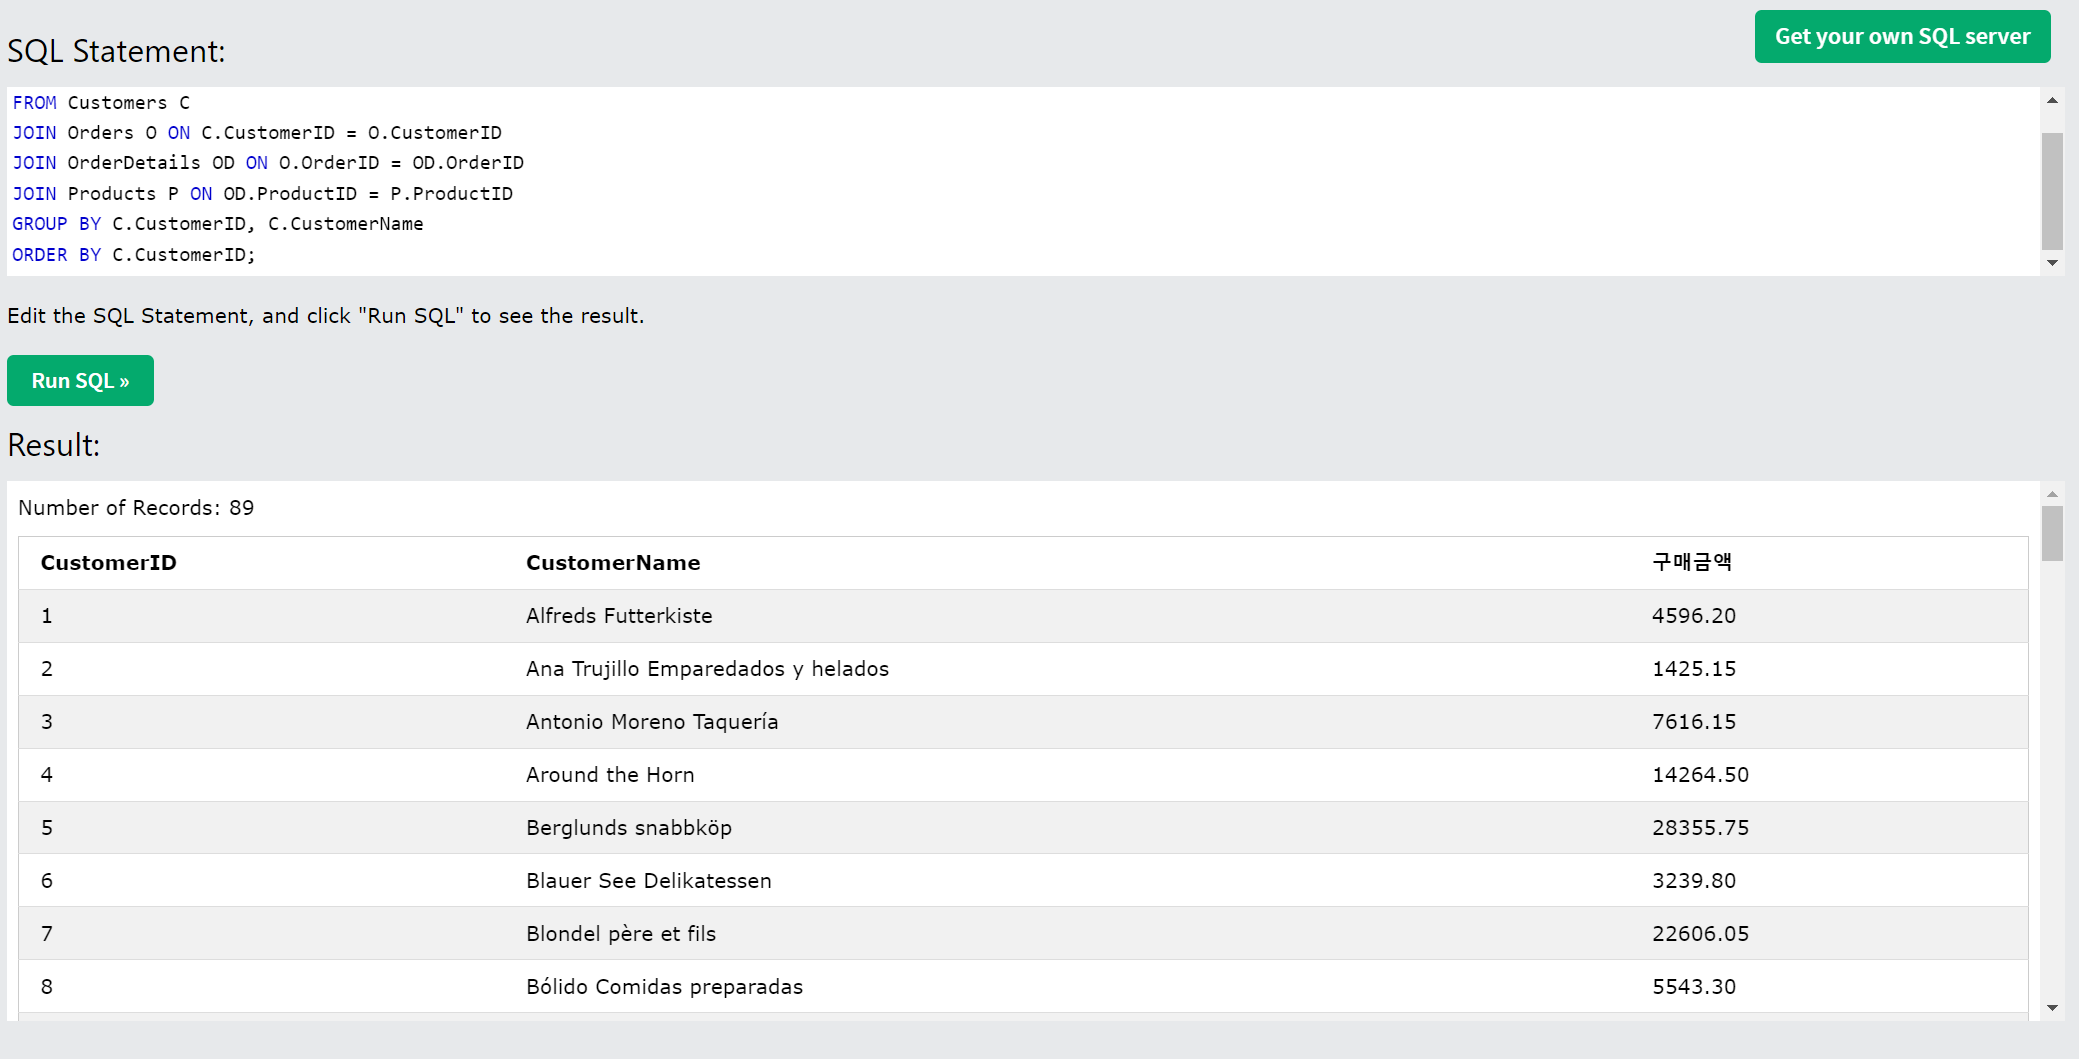 Get your own SQL server
SQL Statement:
FROM Customers C
JOIN Orders O ON C.CustomerID = O.CustomerID
JOIN OrderDetails OD ON O.OrderID = OD.OrderID
JOIN Products P ON OD.ProductID = P.ProductID
GROUP BY C.CustomerID, C.CustomerName
ORDER BY C.CustomerID;
Edit the SQL Statement, and click "Run SQL" to see the result.
Run SQL »
Result:
Number of Records: 89
CustomerID CustomerName 구매금액
1 Alfreds Futterkiste 4596.20
2 Ana Trujillo Emparedados y helados 1425.15
3 Antonio Moreno Taquería 7616.15
4 Around the Horn 14264.50
5 Berglunds snabbköp 28355.75
6 Blauer See Delikatessen 3239.80
7 Blondel père et fils 22606.05
8 Bólido Comidas preparadas 5543.30